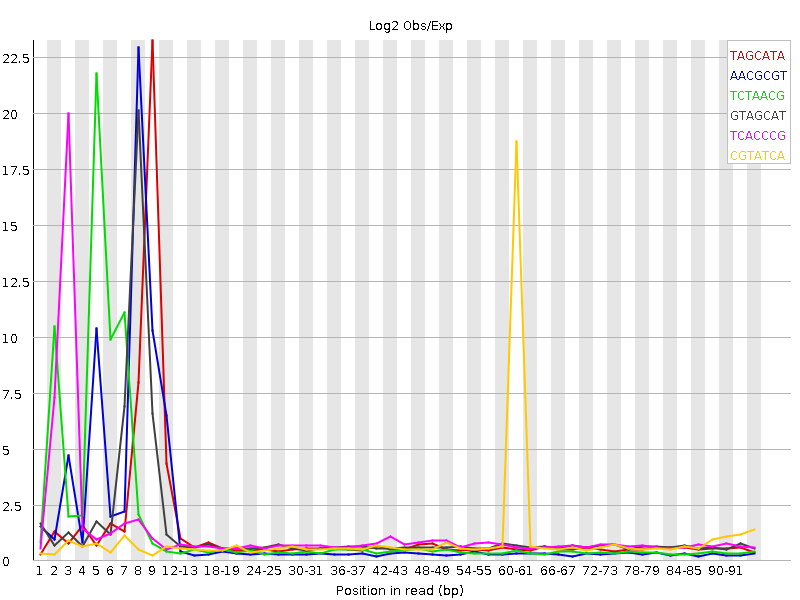 Log2 Obs/Exp
22.5
20
17.5
15
12.5
10
7.5
5
2.5
0
TAGCATA
AACGCGT
TCTAACG
GTAGCAT
TCACCCG
CGTATCA
1 2 3 4 5 6 7 8 9 12-13 18-19 24-25 30-31 36-37 42-43 48-49 54-55 60-61 66-67 72-73 78-79 84-85 90-91
Position in read (bp)